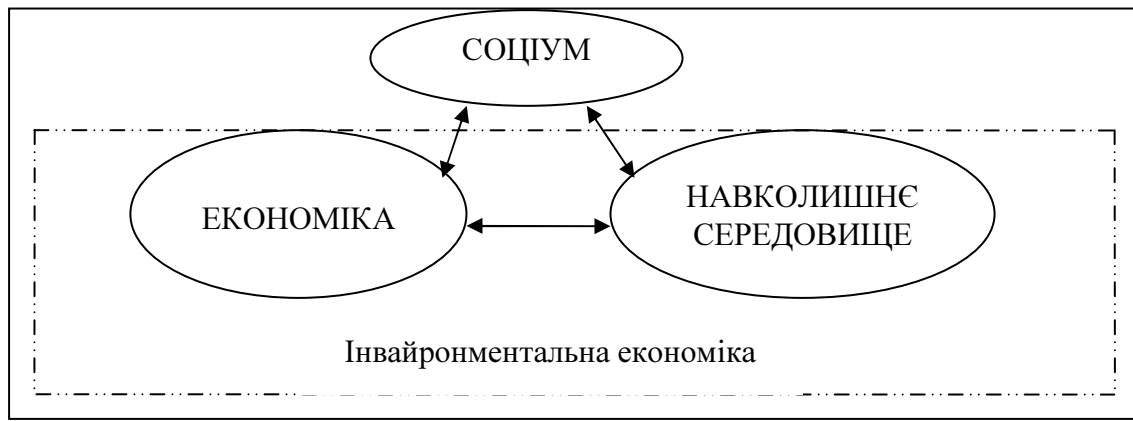 СОЦІУМ
ЕКОНОМІКА
НАВКОЛИШНЄ
СЕРЕДОВИЩЕ
Інвайронментальна економіка